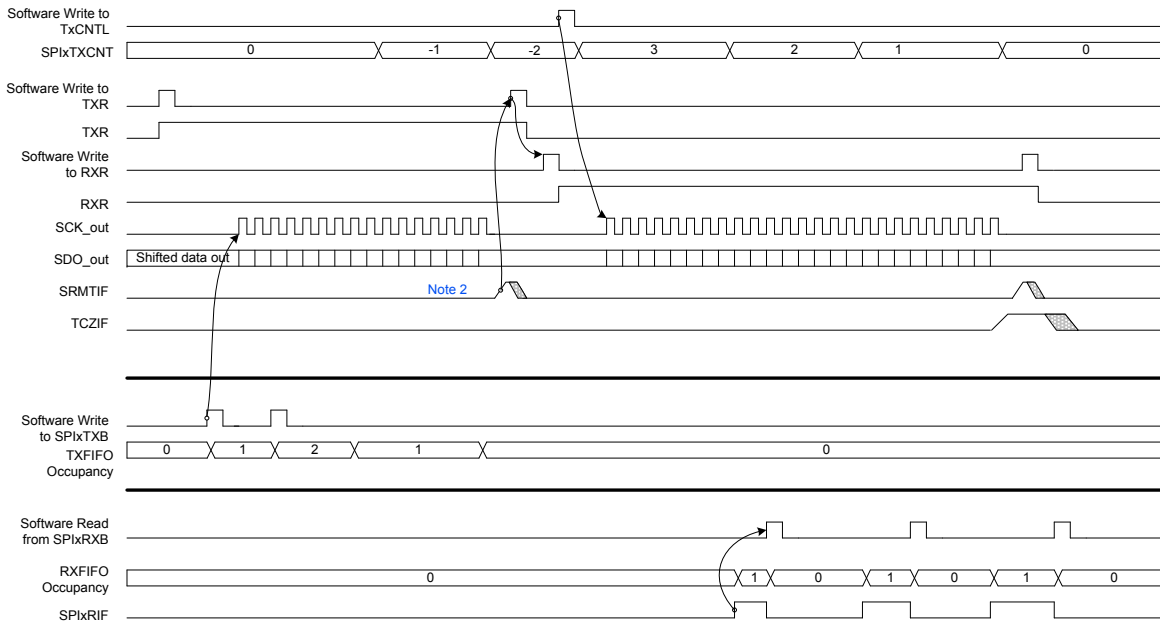 Software Write to
TxCNTL
SPIxTXCNT 0 -1 -2 3 2 1 0
Software Write to
TXR
TXR
Software Write
to RXR
RXR
SCK_out
SDO_out Shifted data out
SRMTIF Note 2
TCZIF
Software Write
to SPIxTXB
TXFIFO
Occupancy
0 1 2 1 0
Software Read
from SPIxRXB
RXFIFO
Occupancy
0 1 0 1 0 1 0
SPIxRIF